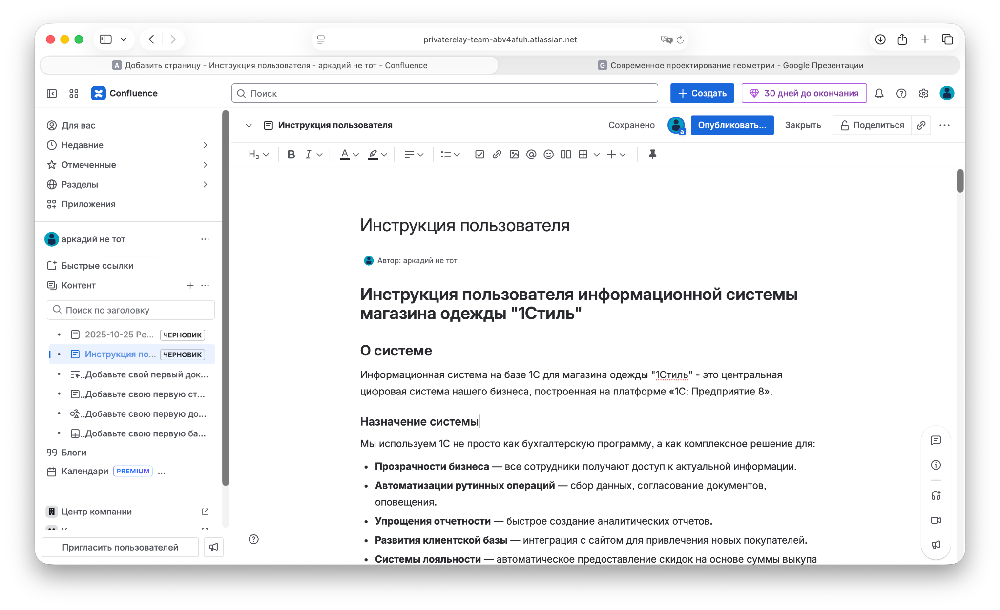 privaterelay-team-abv4afuh.atlassian.net
A Добавить страницу - Инструкция пользователя - аркадий не тот - Confluence
G Современное проектирование геометрии - Google Презентации
Confluence
Поиск
Создать
30 дней до окончания
Для вас
Недавние
Отмеченные
Разделы
Приложения
аркадий не тот
Быстрые ссылки
Контент
Поиск по заголовку
2025-10-25 Ре... ЧЕРНОВИК
Инструкция по... ЧЕРНОВИК
..Добавьте свой первый док...
..Добавьте свою первую ст...
..Добавьте свою первую до...
..Добавьте свою первую ба...
Блоги
Календари PREMIUM ...
Центр компании
Пригласить пользователей
Инструкция пользователя
Сохранено
a
Опубликовать...
Закрыть
Поделиться
H3 B I A
Инструкция пользователя
Автор: аркадий не тот
Инструкция пользователя информационной системы
магазина одежды "1Стиль"
О системе
Информационная система на базе 1С для магазина одежды "1Стиль" - это центральная
цифровая система нашего бизнеса, построенная на платформе «1С: Предприятие 8».
Назначение системы
Мы используем 1С не просто как бухгалтерскую программу, а как комплексное решение для:
• Прозрачности бизнеса — все сотрудники получают доступ к актуальной информации.
• Автоматизации рутинных операций — сбор данных, согласование документов,
оповещения.
• Упрощения отчетности — быстрое создание аналитических отчетов.
• Развития клиентской базы — интеграция с сайтом для привлечения новых покупателей.
• Системы лояльности — автоматическое предоставление скидок на основе суммы выкупа